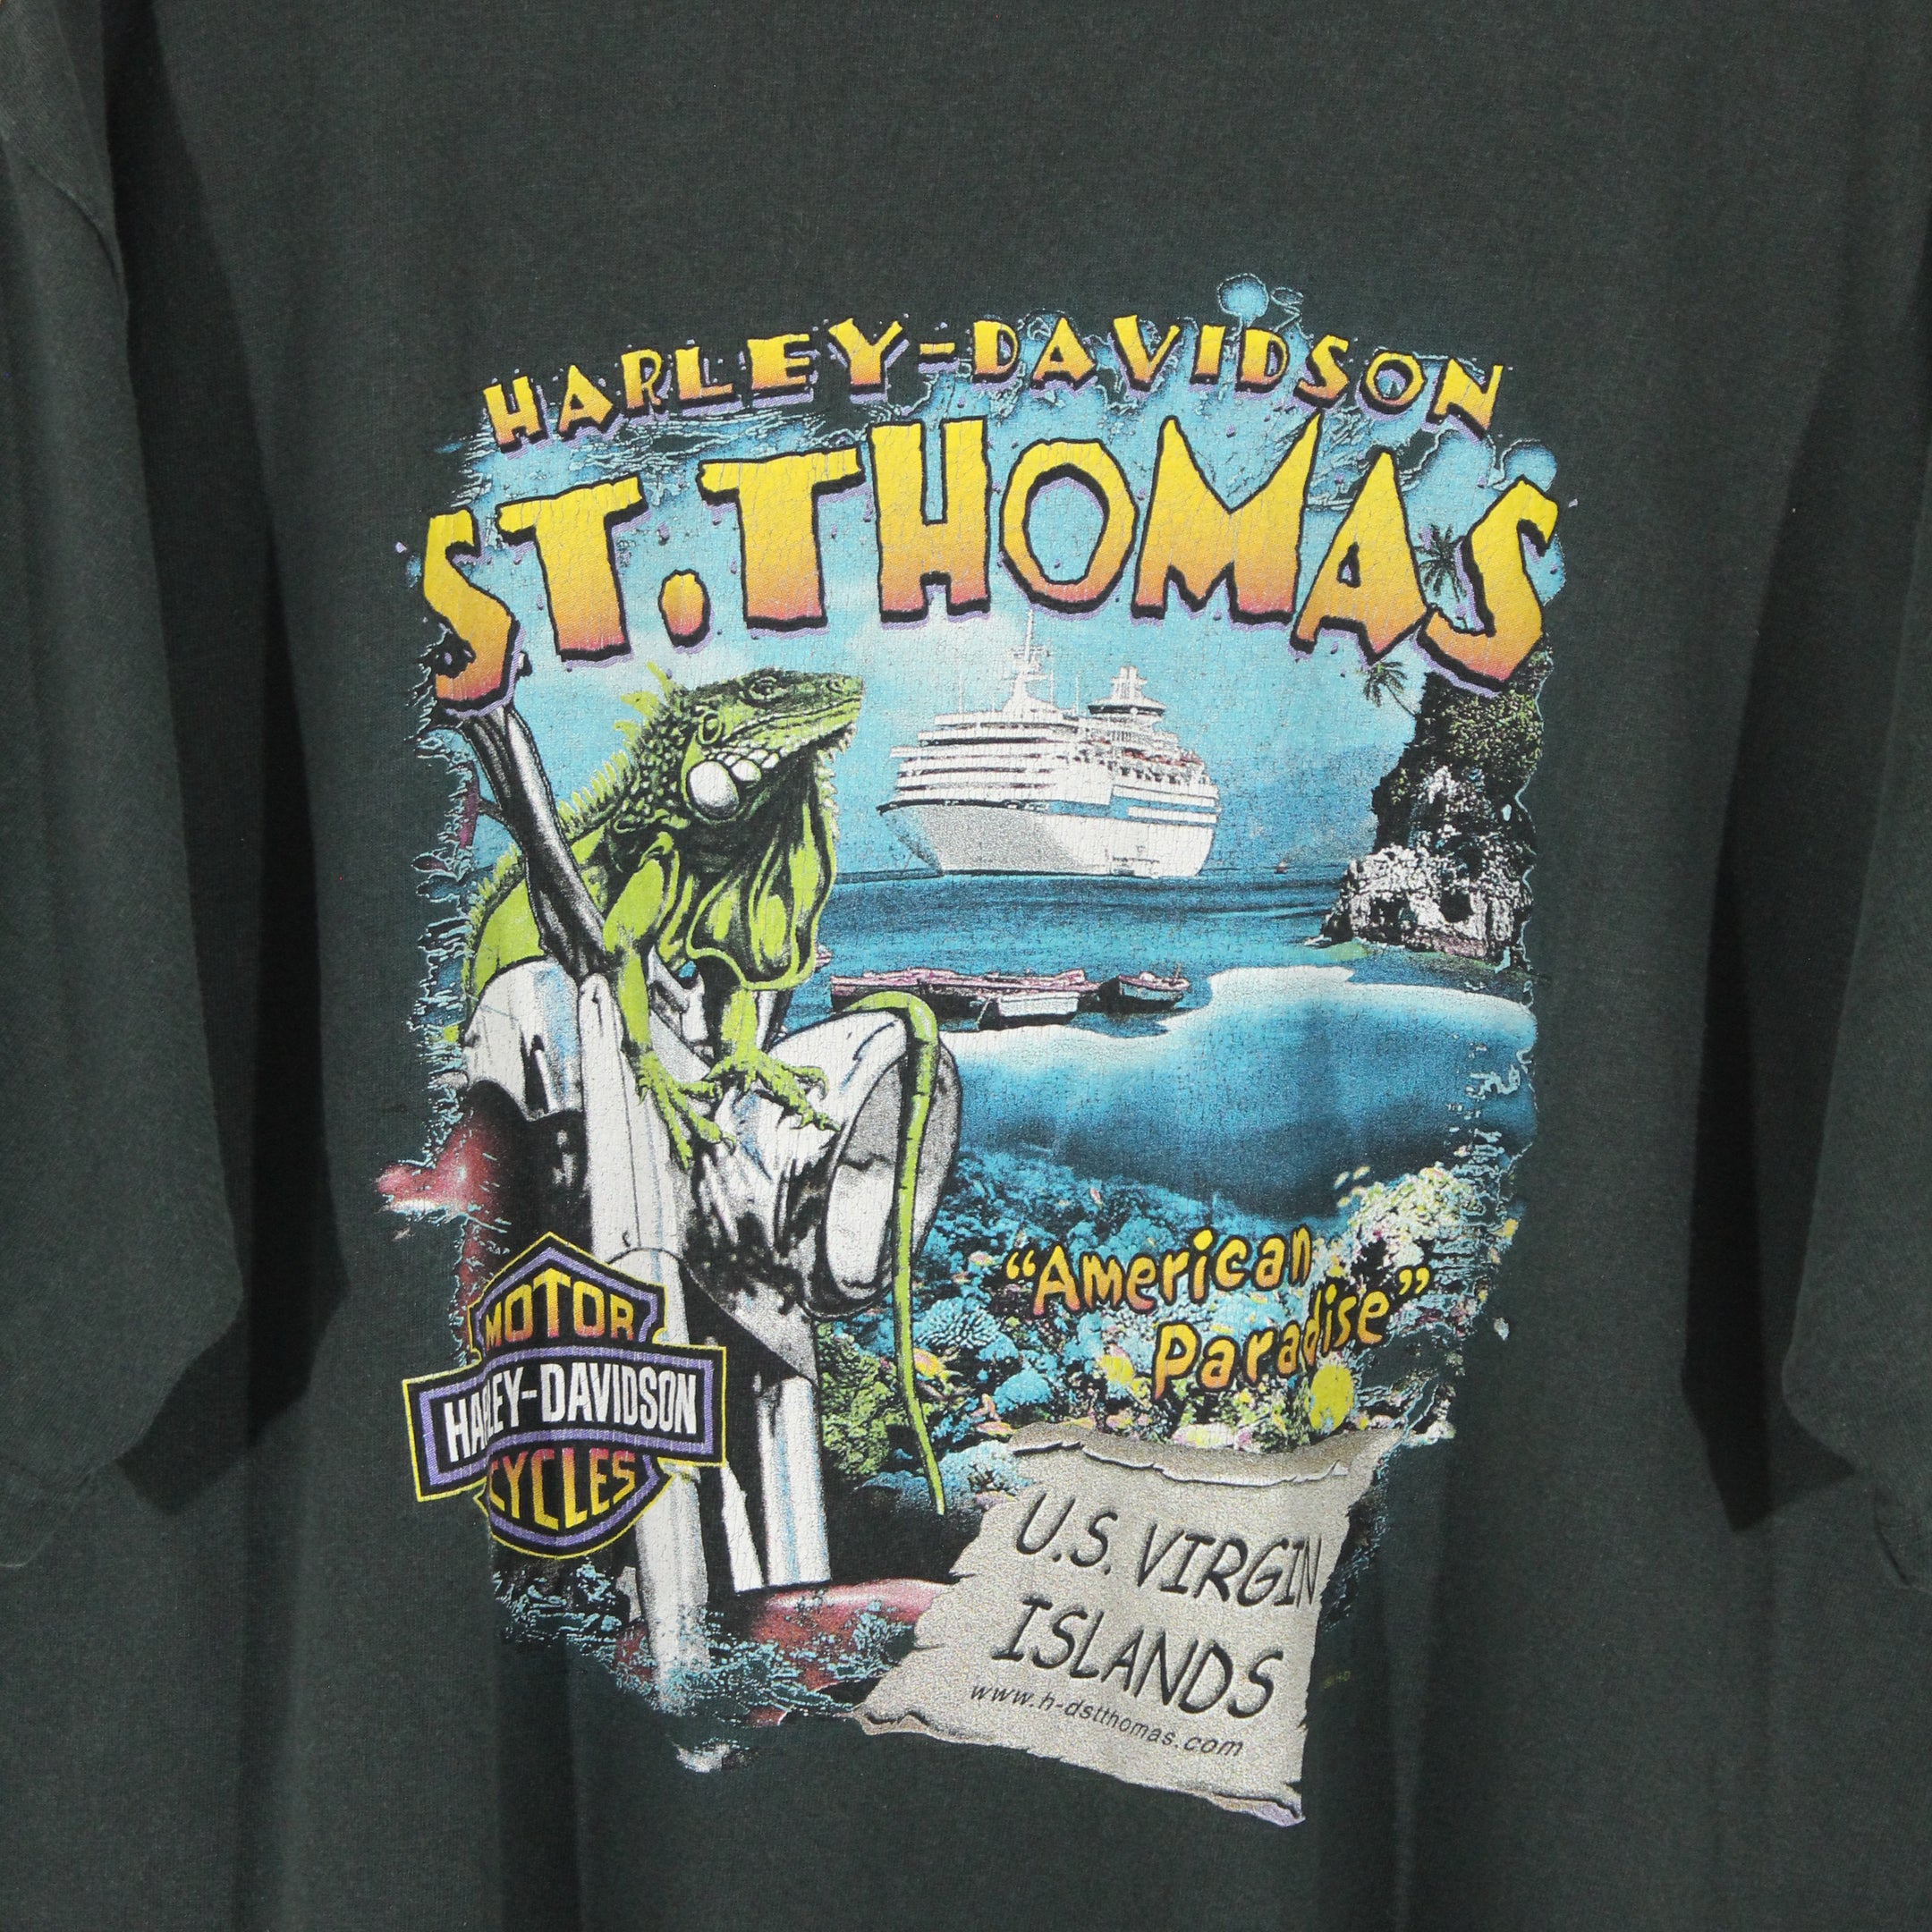 HARLEY-DAVIDSON
ST. THOMAS
"American
Paradise"
MOTOR
HARLEY-DAVIDSON
CYCLES
U.S. VIRGIN
ISLANDS
www.h-dstthomas.com